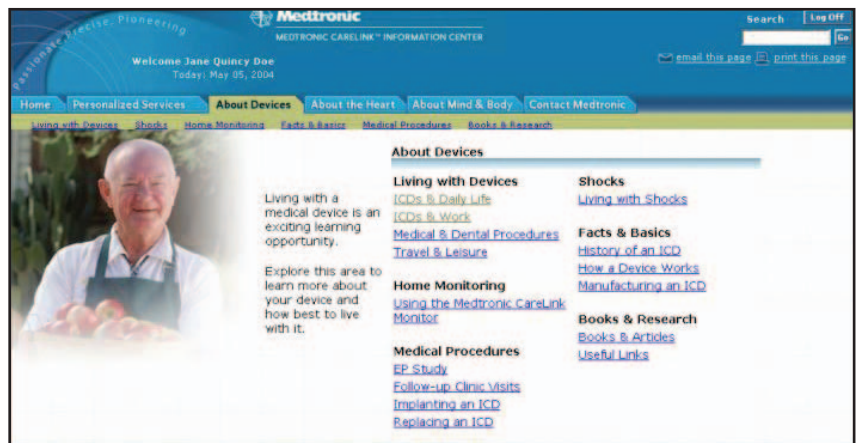 Passionate. Precise. Pioneering
Medtronic
MEDTRONIC CARELINK™ INFORMATION CENTER
Search
Log Off
Go
Welcome Jane Quincy Doe
Today: May 05, 2004
email this page
print this page
Home
Personalized Services
About Devices
About the Heart
About Mind & Body
Contact Medtronic
Living with Devices
Shocks
Home Monitoring
Facts & Basics
Medical Procedures
Books & Research
Living with a
medical device is an
exciting learning
opportunity.
Explore this area to
learn more about
your device and
how best to live
with it.
About Devices
Living with Devices
ICDs & Daily Life
ICDs & Work
Medical & Dental Procedures
Travel & Leisure
Home Monitoring
Using the Medtronic CareLink
Monitor
Medical Procedures
EP Study
Follow-up Clinic Visits
Implanting an ICD
Replacing an ICD
Shocks
Living with Shocks
Facts & Basics
History of an ICD
How a Device Works
Manufacturing an ICD
Books & Research
Books & Articles
Useful Links